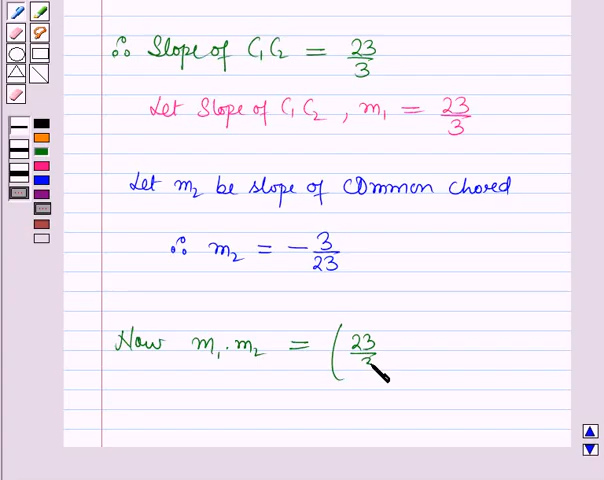 ∴ Slope of C₁C₂ = 23/3
Let Slope of C₁C₂, m₁ = 23/3
Let m₂ be slope of common chored
∴ m₂ = -3/23
Now m₁·m₂ = (23/3